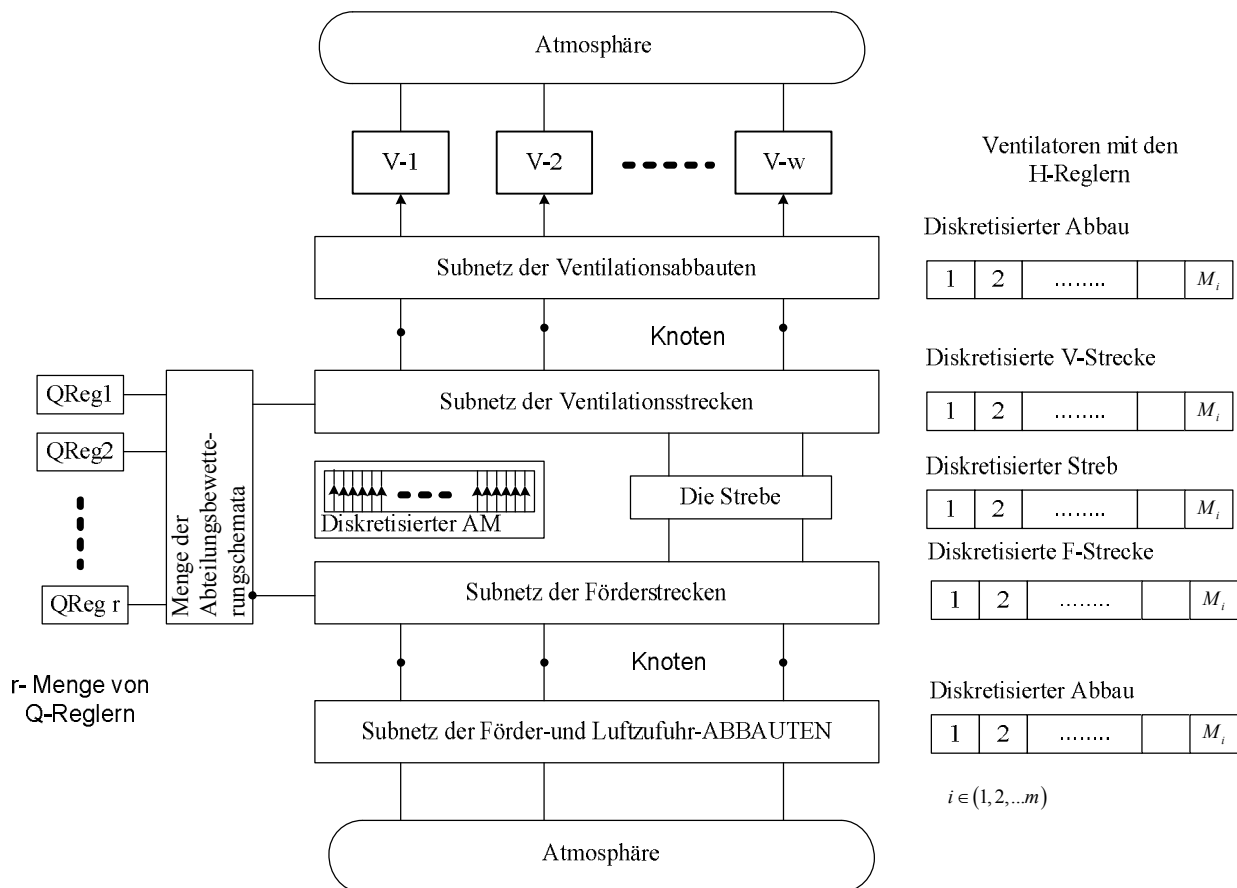 Atmosphäre
V-1
V-2
V-w
Ventilatoren mit den
H-Reglern
Subnetz der Ventilationsabbauten
Diskretisierter Abbau
1 2 ........ M_i
Knoten
Subnetz der Ventilationsstrecken
Diskretisierte V-Strecke
1 2 ........ M_i
QReg1
QReg2
QReg r
Menge der
Abteilungsbewette-
rungschemata
Diskretisierter AM
Die Strebe
Diskretisierter Streb
1 2 ........ M_i
Subnetz der Förderstrecken
Diskretisierte F-Strecke
1 2 ........ M_i
r- Menge von
Q-Reglern
Knoten
Subnetz der Förder-und Luftzufuhr-ABBAUTEN
Diskretisierter Abbau
1 2 ........ M_i
i ∈ (1, 2, ...m)
Atmosphäre